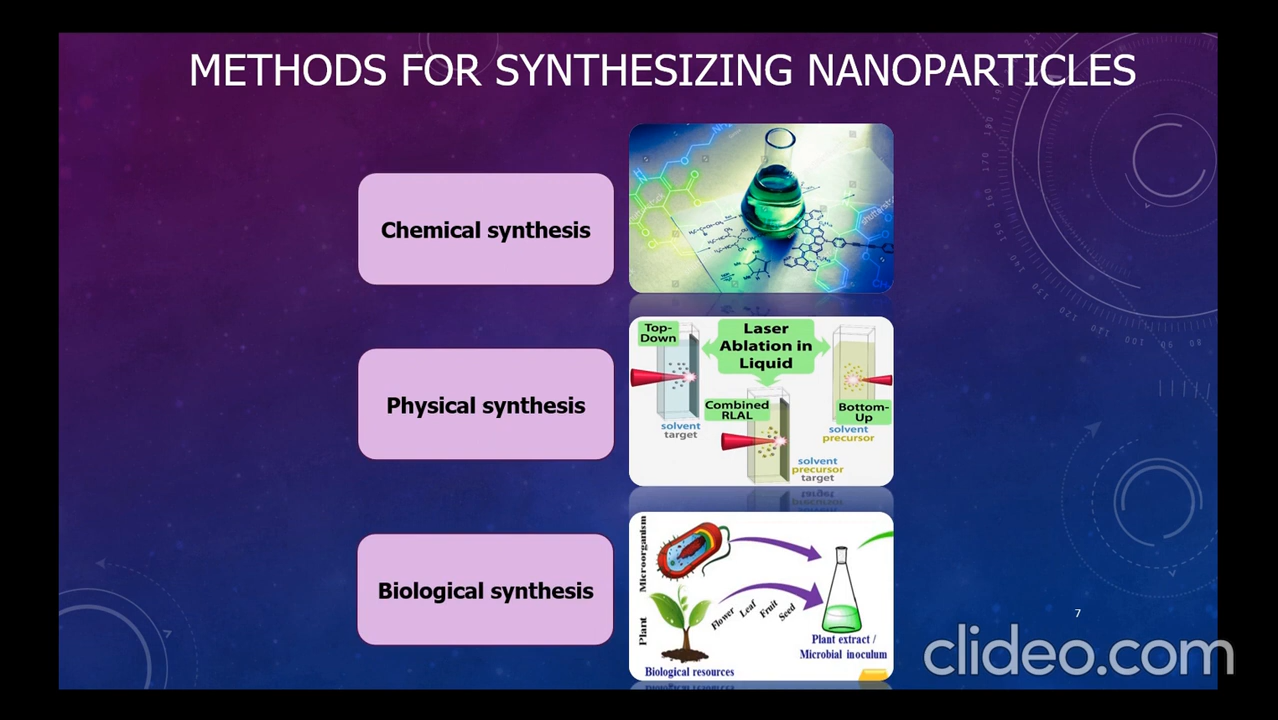 METHODS FOR SYNTHESIZING NANOPARTICLES
Chemical synthesis
Physical synthesis
Top-
Down
Laser
Ablation in
Liquid
solvent
target
Combined
RLAL
Bottom-
Up
solvent
precursor
solvent
precursor
target
Biological synthesis
Microorganism
Plant
Flower
Leaf
Fruit
Seed
Plant extract /
Microbial inoculum
Biological resources
7
clideo.com